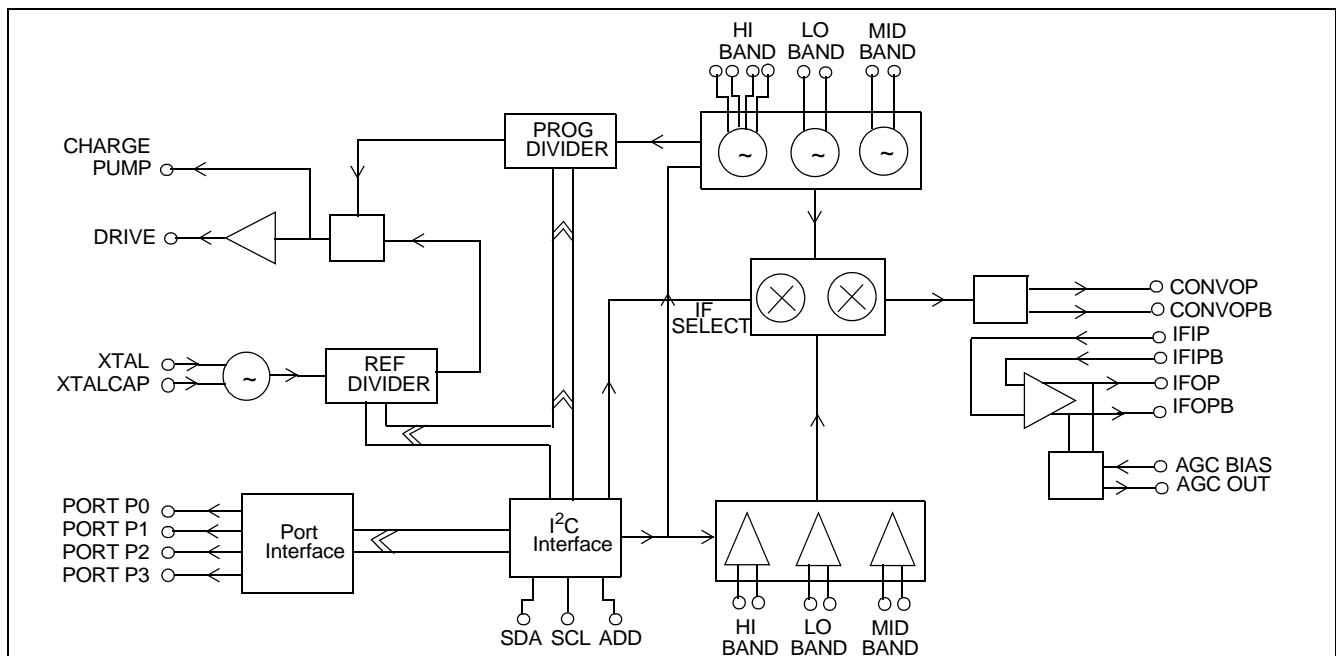 HI BAND
LO BAND
MID BAND
PROG DIVIDER
CHARGE PUMP
DRIVE
~
~
~
IF SELECT
CONVOP
CONVOPB
IFIP
IFIPB
IFOP
IFOPB
XTAL
XTALCAP
~
REF DIVIDER
AGC BIAS
AGC OUT
PORT P0
PORT P1
PORT P2
PORT P3
Port Interface
I2C Interface
SDA SCL ADD
HI BAND
LO BAND
MID BAND